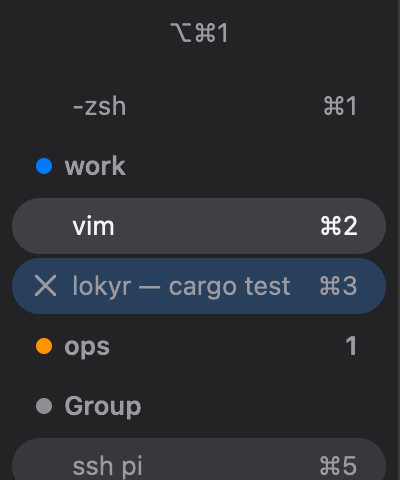 ⌥⌘1
-zsh ⌘1
work
vim ⌘2
lokyr — cargo test ⌘3
ops 1
Group
ssh pi ⌘5